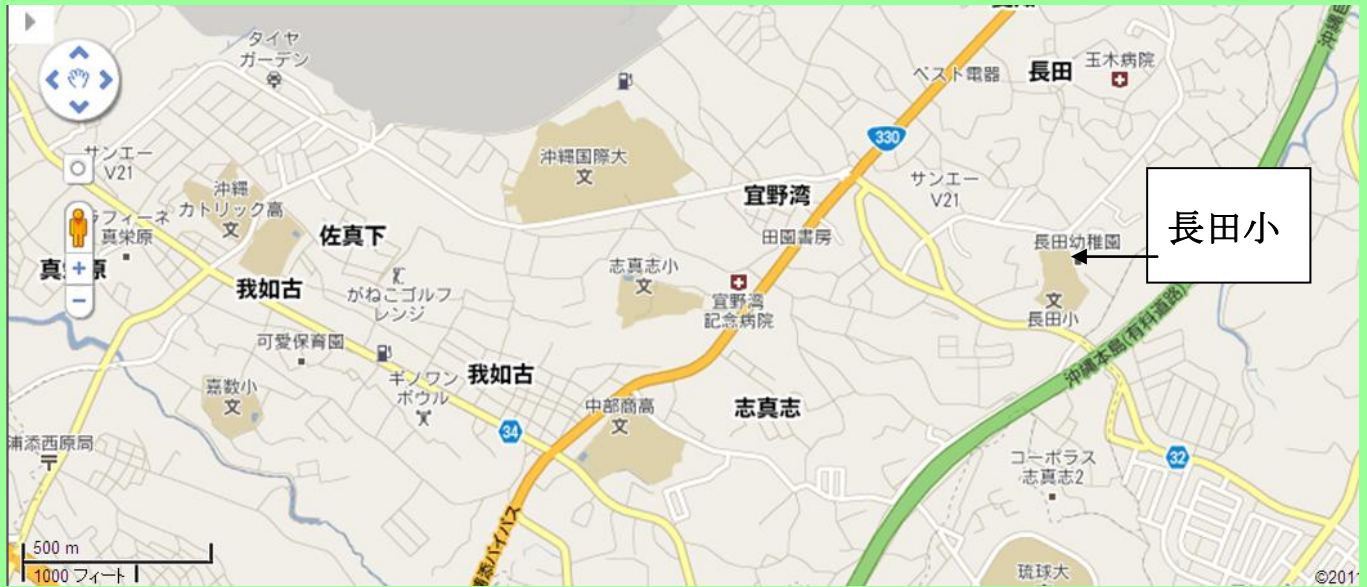 タイヤ
ガーデン
ベスト電器
長田
玉木病院
330
沖縄国際大
文
サンエー
V21
沖縄
カトリック高
文
宜野湾
サンエー
V21
長田小
ラフィーネ
真栄原
佐真下
田園書房
長田幼稚園
真栄原
我如古
がねこゴルフ
レンジ
志真志小
文
宜野湾
記念病院
文
長田小
沖縄本島(有料道路)
可愛保育園
嘉数小
文
ギノワン
ボウル
我如古
中部商高
文
志真志
34
浦添西原局
コーポラス
志真志2
32
浦添バイパス
琉球大
500 m
1000 フィート